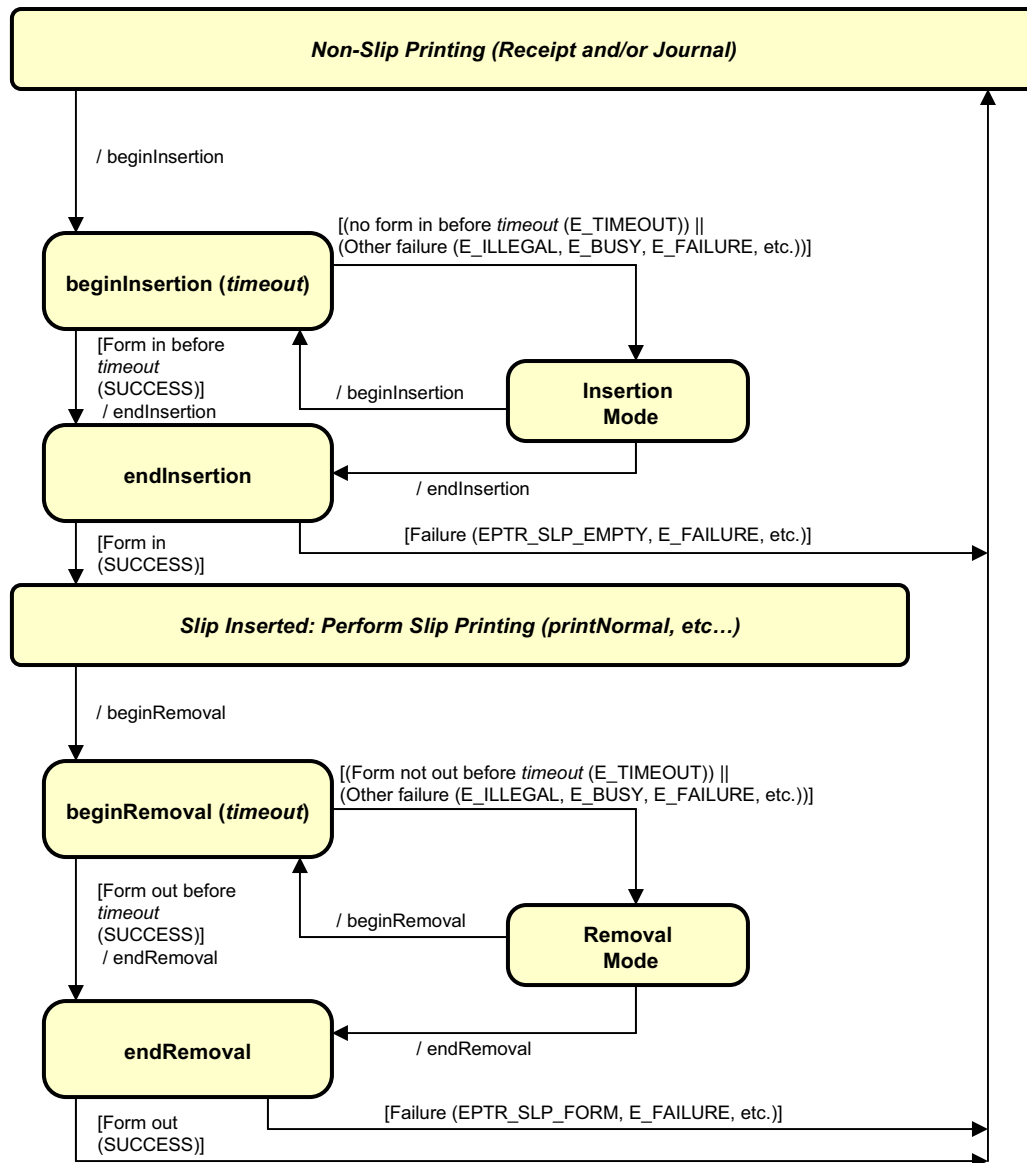 Non-Slip Printing (Receipt and/or Journal)
/ beginInsertion
[(no form in before timeout (E_TIMEOUT)) ||
(Other failure (E_ILLEGAL, E_BUSY, E_FAILURE, etc.))]
beginInsertion (timeout)
[Form in before
timeout
(SUCCESS)]
/ endInsertion
/ beginInsertion
Insertion
Mode
endInsertion
/ endInsertion
[Form in
(SUCCESS)]
[Failure (EPTR_SLP_EMPTY, E_FAILURE, etc.)]
Slip Inserted: Perform Slip Printing (printNormal, etc…)
/ beginRemoval
[(Form not out before timeout (E_TIMEOUT)) ||
(Other failure (E_ILLEGAL, E_BUSY, E_FAILURE, etc.))]
beginRemoval (timeout)
[Form out before
timeout
(SUCCESS)]
/ endRemoval
/ beginRemoval
Removal
Mode
endRemoval
/ endRemoval
[Failure (EPTR_SLP_FORM, E_FAILURE, etc.)]
[Form out
(SUCCESS)]